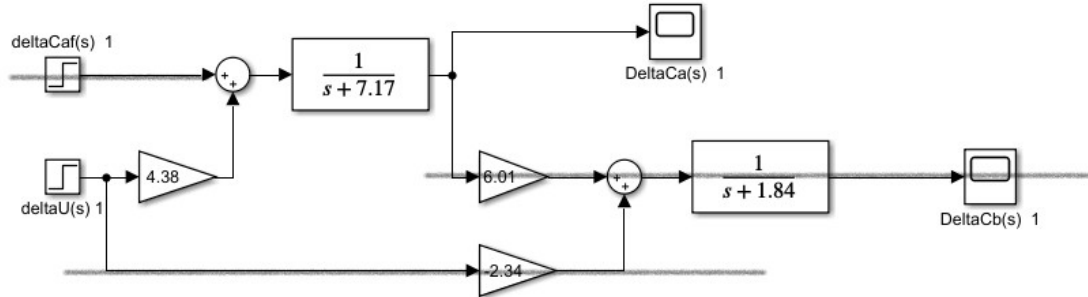 deltaCaf(s) 1
+
+
1
s + 7.17
DeltaCa(s) 1
deltaU(s) 1
4.38
6.01
+
+
1
s + 1.84
DeltaCb(s) 1
-2.34